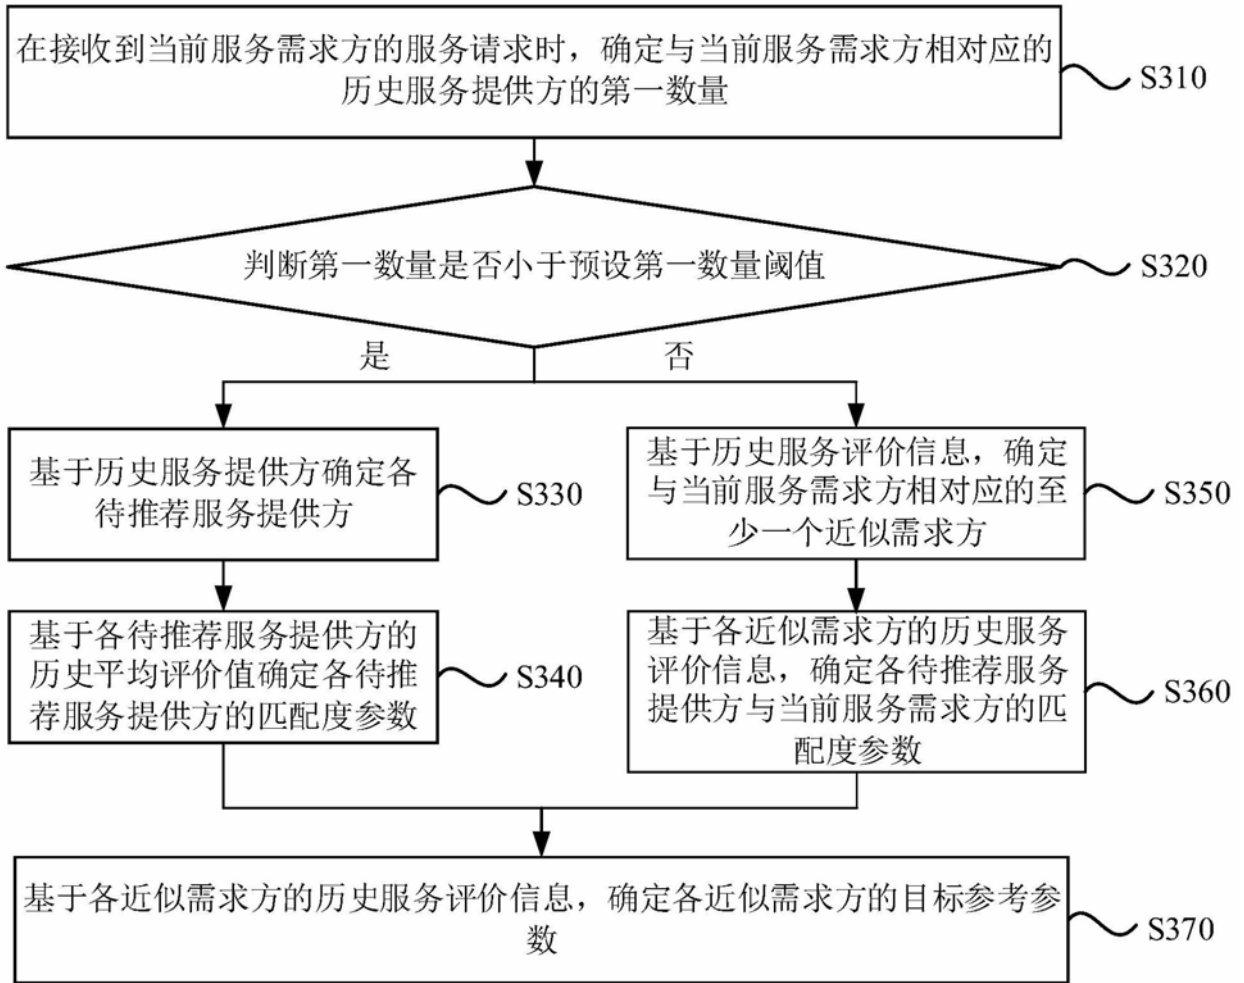 在接收到当前服务需求方的服务请求时，确定与当前服务需求方相对应的
历史服务提供方的第一数量
S310
判断第一数量是否小于预设第一数量阈值
S320
是
否
基于历史服务提供方确定各
待推荐服务提供方
S330
基于历史服务评价信息，确定
与当前服务需求方相对应的至
少一个近似需求方
S350
基于各待推荐服务提供方的
历史平均评价值确定各待推
荐服务提供方的匹配度参数
S340
基于各近似需求方的历史服务
评价信息，确定各待推荐服务
提供方与当前服务需求方的匹
配度参数
S360
基于各近似需求方的历史服务评价信息，确定各近似需求方的目标参考参
数
S370